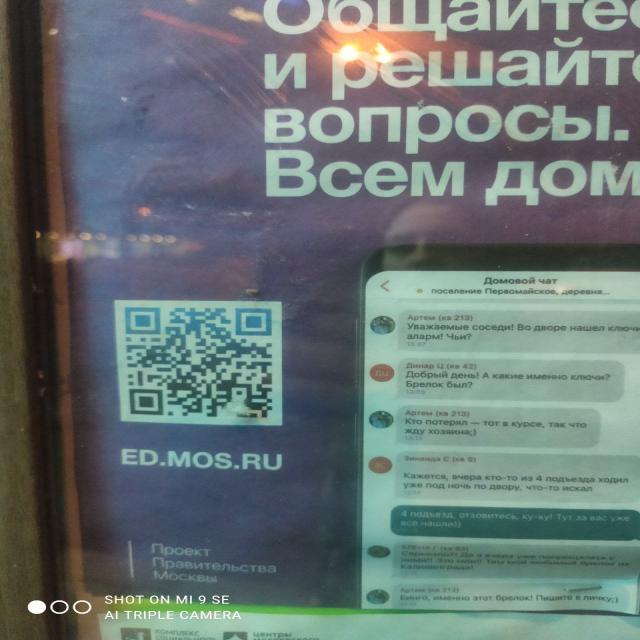 Общайтес
и решайте
вопросы.
Всем дом
ED.MOS.RU
Проект
Правительства
Москвы
Домовой чат
поселение Первомайское, деревня...
Артем (кв 213)
Уважаемые соседи! Во дворе нашел ключи
аларм! Чьи?
Динар Ц (кв 42)
Добрый день! А какие именно ключи?
Брелок был?
Артем (кв 213)
Кто потерял — тот в курсе, так что
жду хозяина;)
Зинаида С (кв 5)
Кажется, вчера кто-то из 4 подъезда ходил
уже под ночь по двору, что-то искал
4 подъезд, отзовитесь, ку-ку! Тут за вас уже
все нашли))
Артем (кв 213)
Бинго, именно этот брелок! Пишите в личку;)
SHOT ON MI 9 SE
AI TRIPLE CAMERA
КОМПЛЕКС
ЦЕНТРЫ